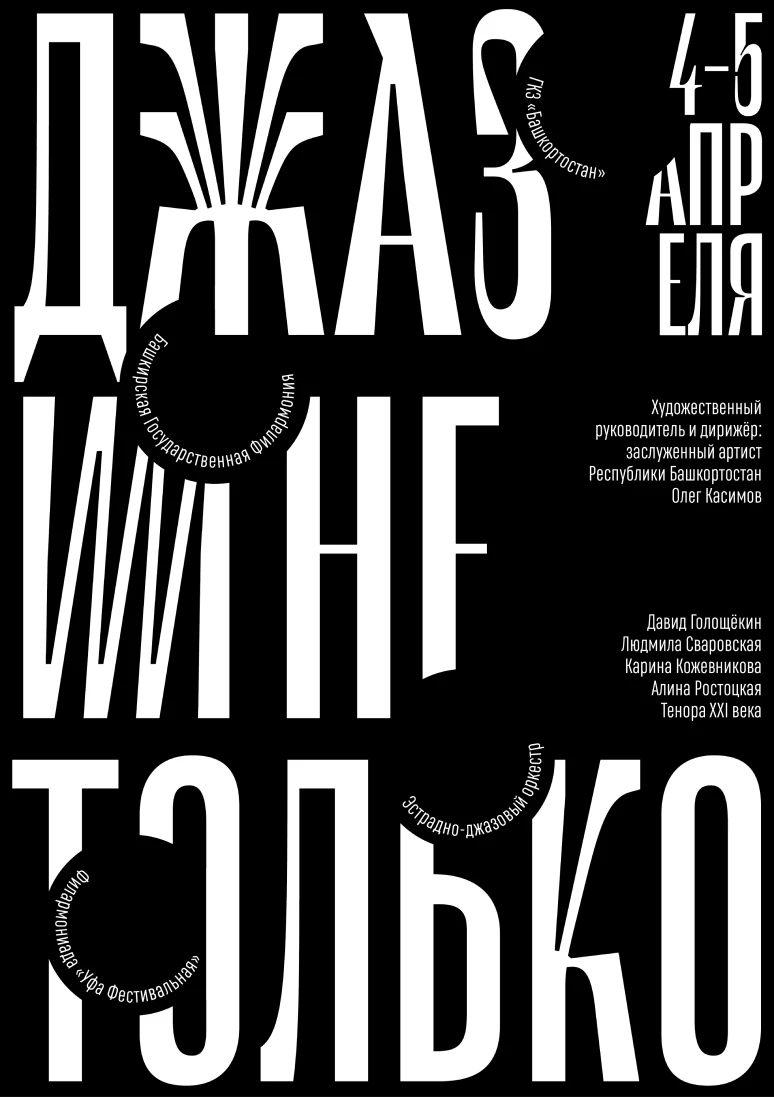 ДЖАЗ
ГКЗ «Башкортостан»
4–5
АПР
ЕЛЯ
Башкирская Государственная Филармония
И НЕ
Художественный
руководитель и дирижёр:
заслуженный артист
Республики Башкортостан
Олег Касимов
Давид Голощёкин
Людмила Сваровская
Карина Кожевникова
Алина Ростоцкая
Тенора XXI века
Эстрадно-джазовый оркестр
ТОЛЬКО
Филармониада «Уфа Фестивальная»